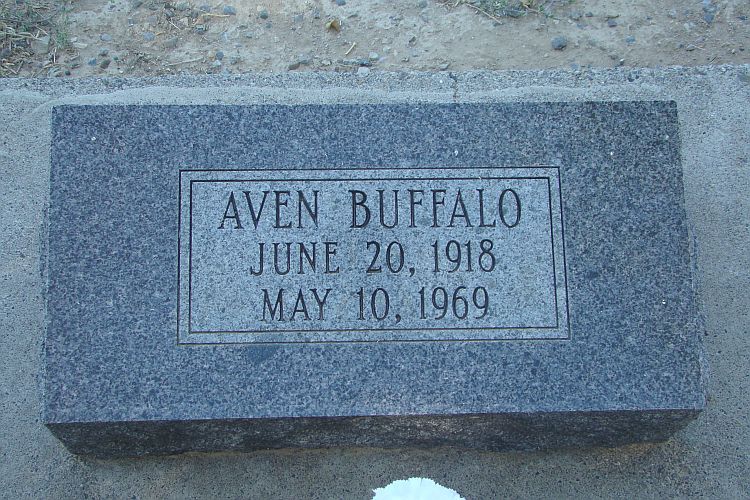 AVEN BUFFALO
JUNE 20, 1918
MAY 10, 1969